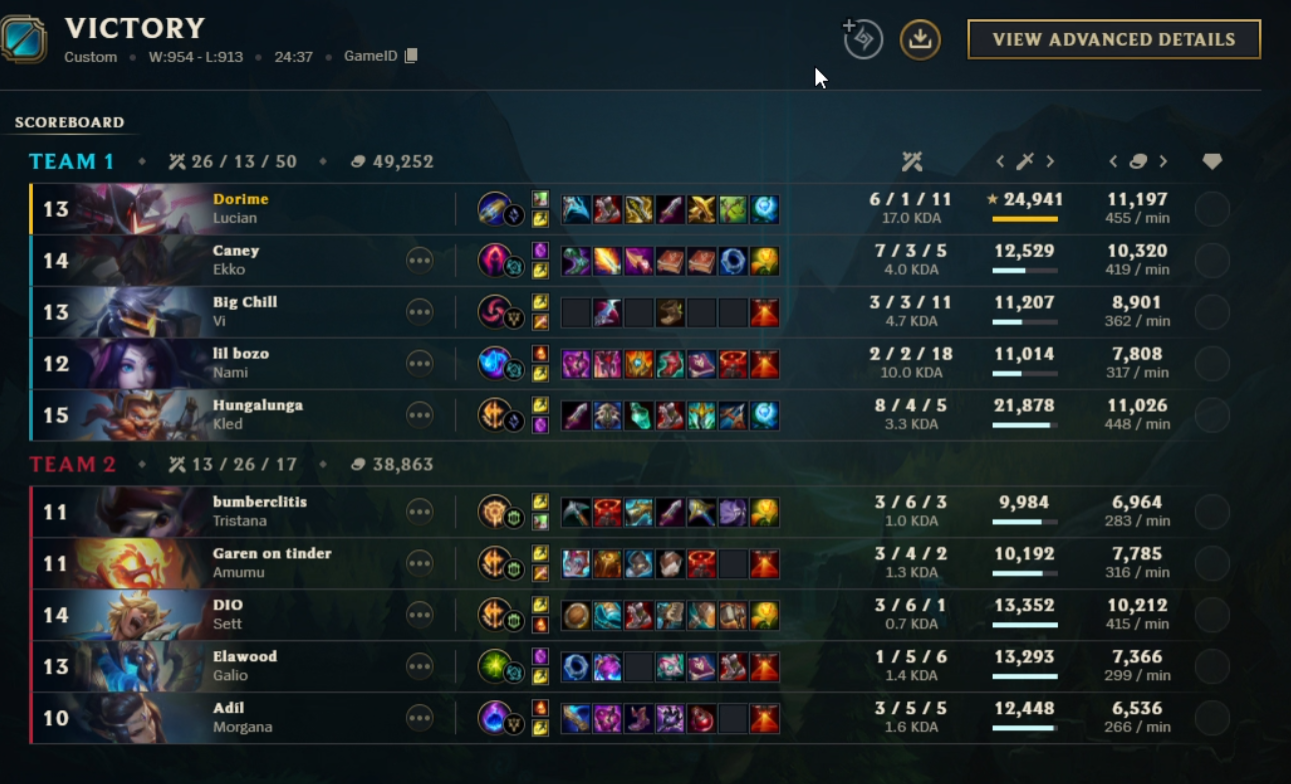 VICTORY
Custom • W:954 - L:913 • 24:37 • GameID
VIEW ADVANCED DETAILS
SCOREBOARD
TEAM 1 • 26 / 13 / 50 • 49,252
13 Dorime 6 / 1 / 11 24,941 11,197
Lucian 17.0 KDA 455 / min
14 Caney 7 / 3 / 5 12,529 10,320
Ekko 4.0 KDA 419 / min
13 Big Chill 3 / 3 / 11 11,207 8,901
Vi 4.7 KDA 362 / min
12 lil bozo 2 / 2 / 18 11,014 7,808
Nami 10.0 KDA 317 / min
15 Hungalunga 8 / 4 / 5 21,878 11,026
Kled 3.3 KDA 448 / min
TEAM 2 • 13 / 26 / 17 • 38,863
11 bumberclitis 3 / 6 / 3 9,984 6,964
Tristana 1.0 KDA 283 / min
11 Garen on tinder 3 / 4 / 2 10,192 7,785
Amumu 1.3 KDA 316 / min
14 DIO 3 / 6 / 1 13,352 10,212
Sett 0.7 KDA 415 / min
13 Elawood 1 / 5 / 6 13,293 7,366
Galio 1.4 KDA 299 / min
10 Adíl 3 / 5 / 5 12,448 6,536
Morgana 1.6 KDA 266 / min